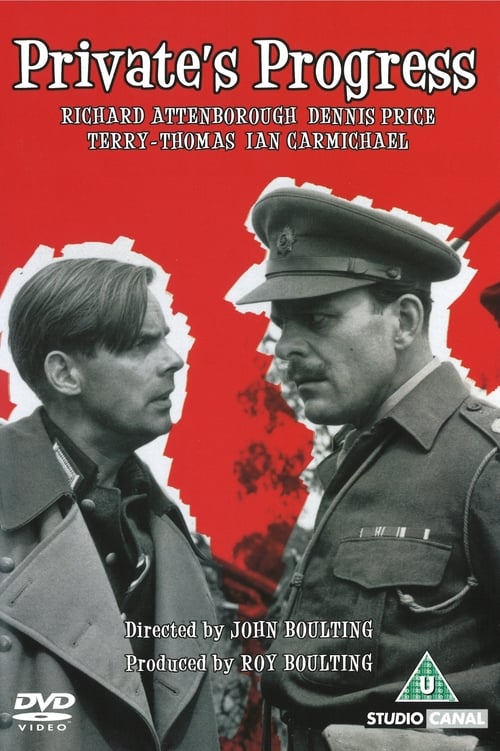 Private's Progress
RICHARD ATTENBOROUGH DENNIS PRICE
TERRY-THOMAS IAN CARMICHAEL
Directed by JOHN BOULTING
Produced by ROY BOULTING
DVD
VIDEO
U
STUDIO CANAL